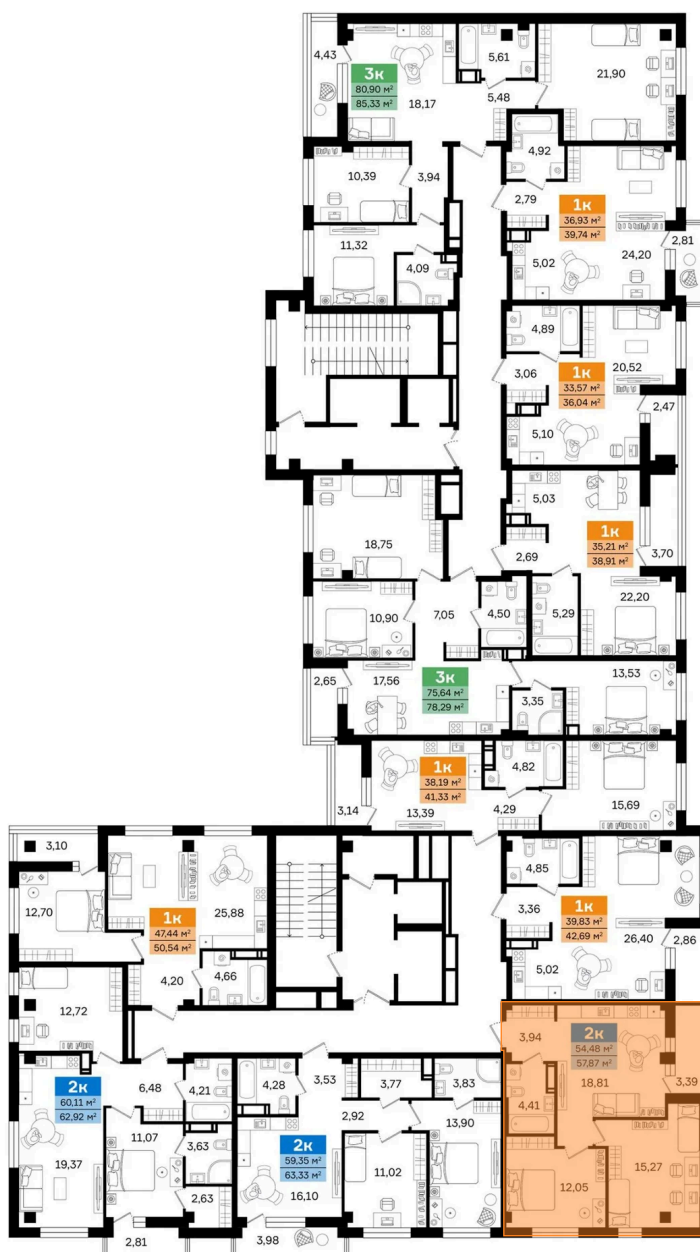 4,43
3к
80,90 м²
85,33 м²
18,17
5,61
5,48
21,90
10,39
3,94
4,92
2,79
1к
36,93 м²
39,74 м²
2,81
11,32
4,09
5,02
24,20
4,89
3,06
1к
33,57 м²
36,04 м²
20,52
2,47
5,10
18,75
5,03
1к
35,21 м²
38,91 м²
2,69
3,70
10,90
7,05
4,50
5,29
22,20
2,65
17,56
3к
75,64 м²
78,29 м²
3,35
13,53
1к
38,19 м²
41,33 м²
4,82
3,14
13,39
4,29
15,69
3,10
12,70
1к
47,44 м²
50,54 м²
25,88
4,85
3,36
1к
39,83 м²
42,69 м²
26,40
2,86
4,20
4,66
5,02
12,72
3,94
2к
54,48 м²
57,87 м²
18,81
3,39
2к
60,11 м²
62,92 м²
6,48
4,21
4,28
3,53
3,77
3,83
4,41
19,37
11,07
3,63
2,92
13,90
2к
59,35 м²
63,33 м²
16,10
11,02
15,27
12,05
2,63
2,81
3,98